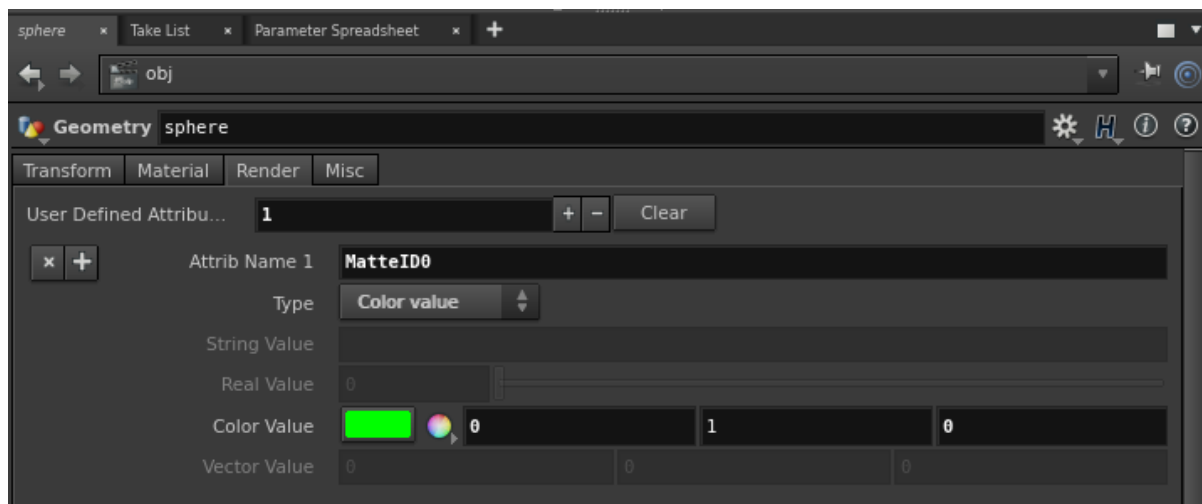 sphere × Take List × Parameter Spreadsheet × +
obj
Geometry sphere
Transform Material Render Misc
User Defined Attribu... 1 + − Clear
× + Attrib Name 1 MatteID0
Type Color value
String Value
Real Value 0
Color Value 0 1 0
Vector Value 0 0 0